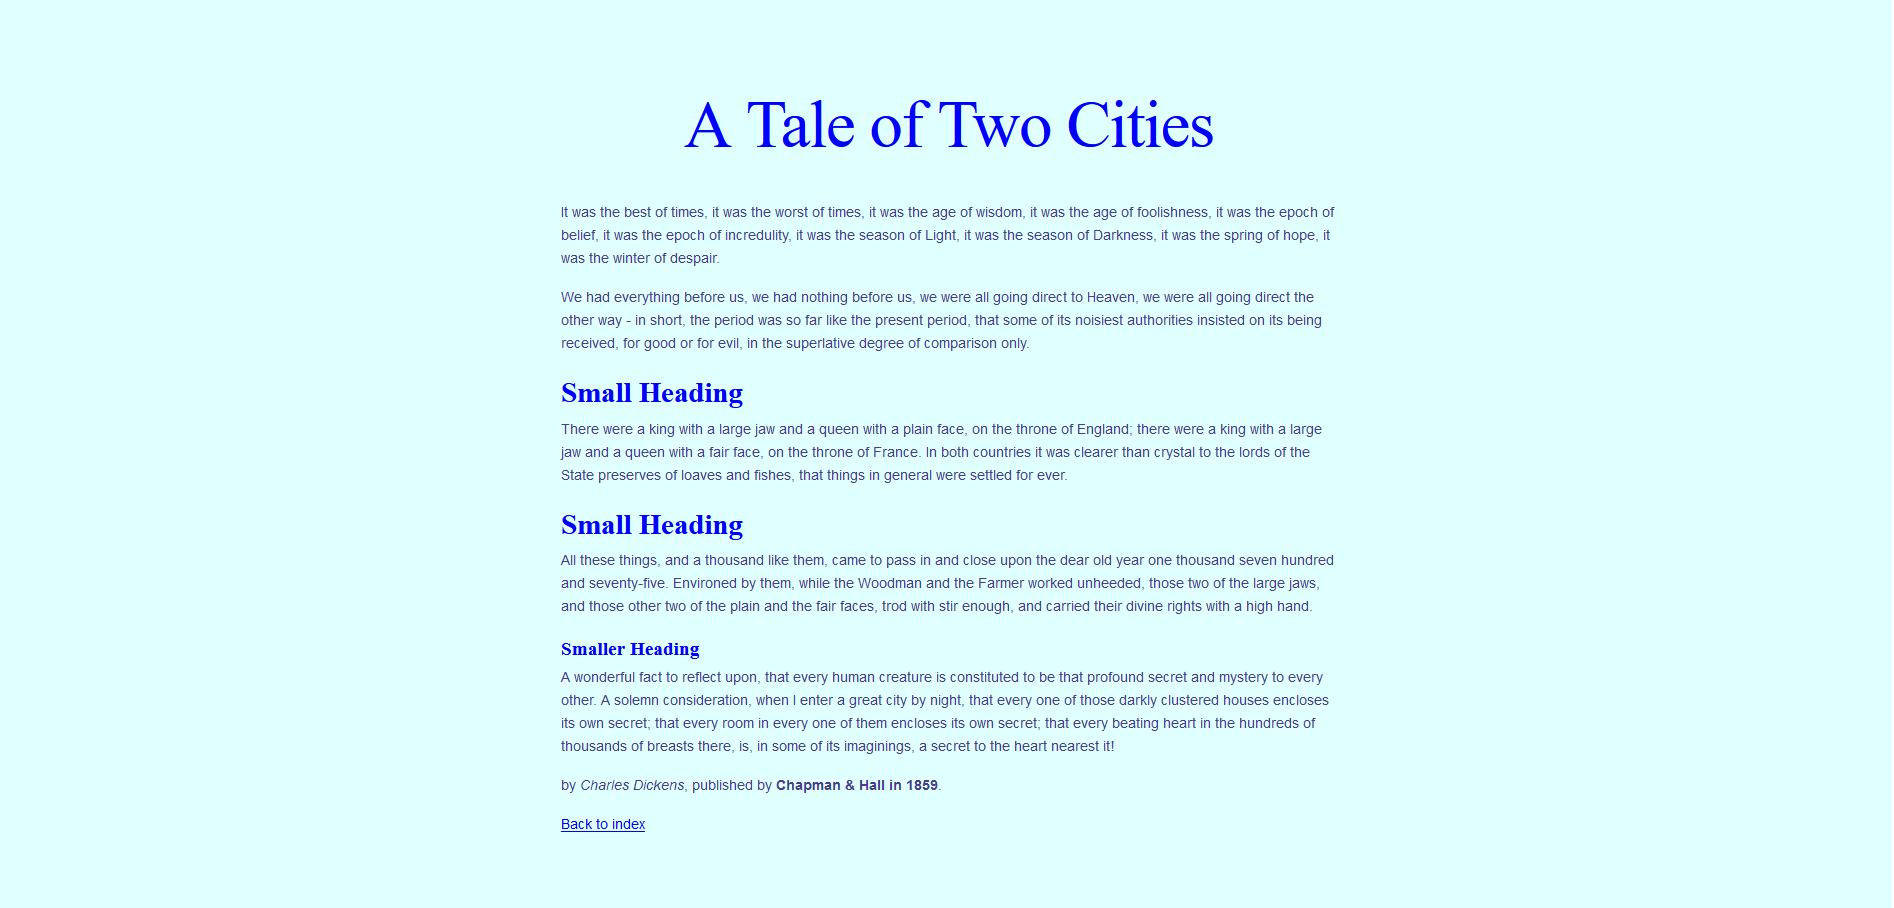 A Tale of Two Cities
It was the best of times, it was the worst of times, it was the age of wisdom, it was the age of foolishness, it was the epoch of
belief, it was the epoch of incredulity, it was the season of Light, it was the season of Darkness, it was the spring of hope, it
was the winter of despair.
We had everything before us, we had nothing before us, we were all going direct to Heaven, we were all going direct the
other way - in short, the period was so far like the present period, that some of its noisiest authorities insisted on its being
received, for good or for evil, in the superlative degree of comparison only.
Small Heading
There were a king with a large jaw and a queen with a plain face, on the throne of England; there were a king with a large
jaw and a queen with a fair face, on the throne of France. In both countries it was clearer than crystal to the lords of the
State preserves of loaves and fishes, that things in general were settled for ever.
Small Heading
All these things, and a thousand like them, came to pass in and close upon the dear old year one thousand seven hundred
and seventy-five. Environed by them, while the Woodman and the Farmer worked unheeded, those two of the large jaws,
and those other two of the plain and the fair faces, trod with stir enough, and carried their divine rights with a high hand.
Smaller Heading
A wonderful fact to reflect upon, that every human creature is constituted to be that profound secret and mystery to every
other. A solemn consideration, when I enter a great city by night, that every one of those darkly clustered houses encloses
its own secret; that every room in every one of them encloses its own secret; that every beating heart in the hundreds of
thousands of breasts there, is, in some of its imaginings, a secret to the heart nearest it!
by Charles Dickens, published by Chapman & Hall in 1859.
Back to index